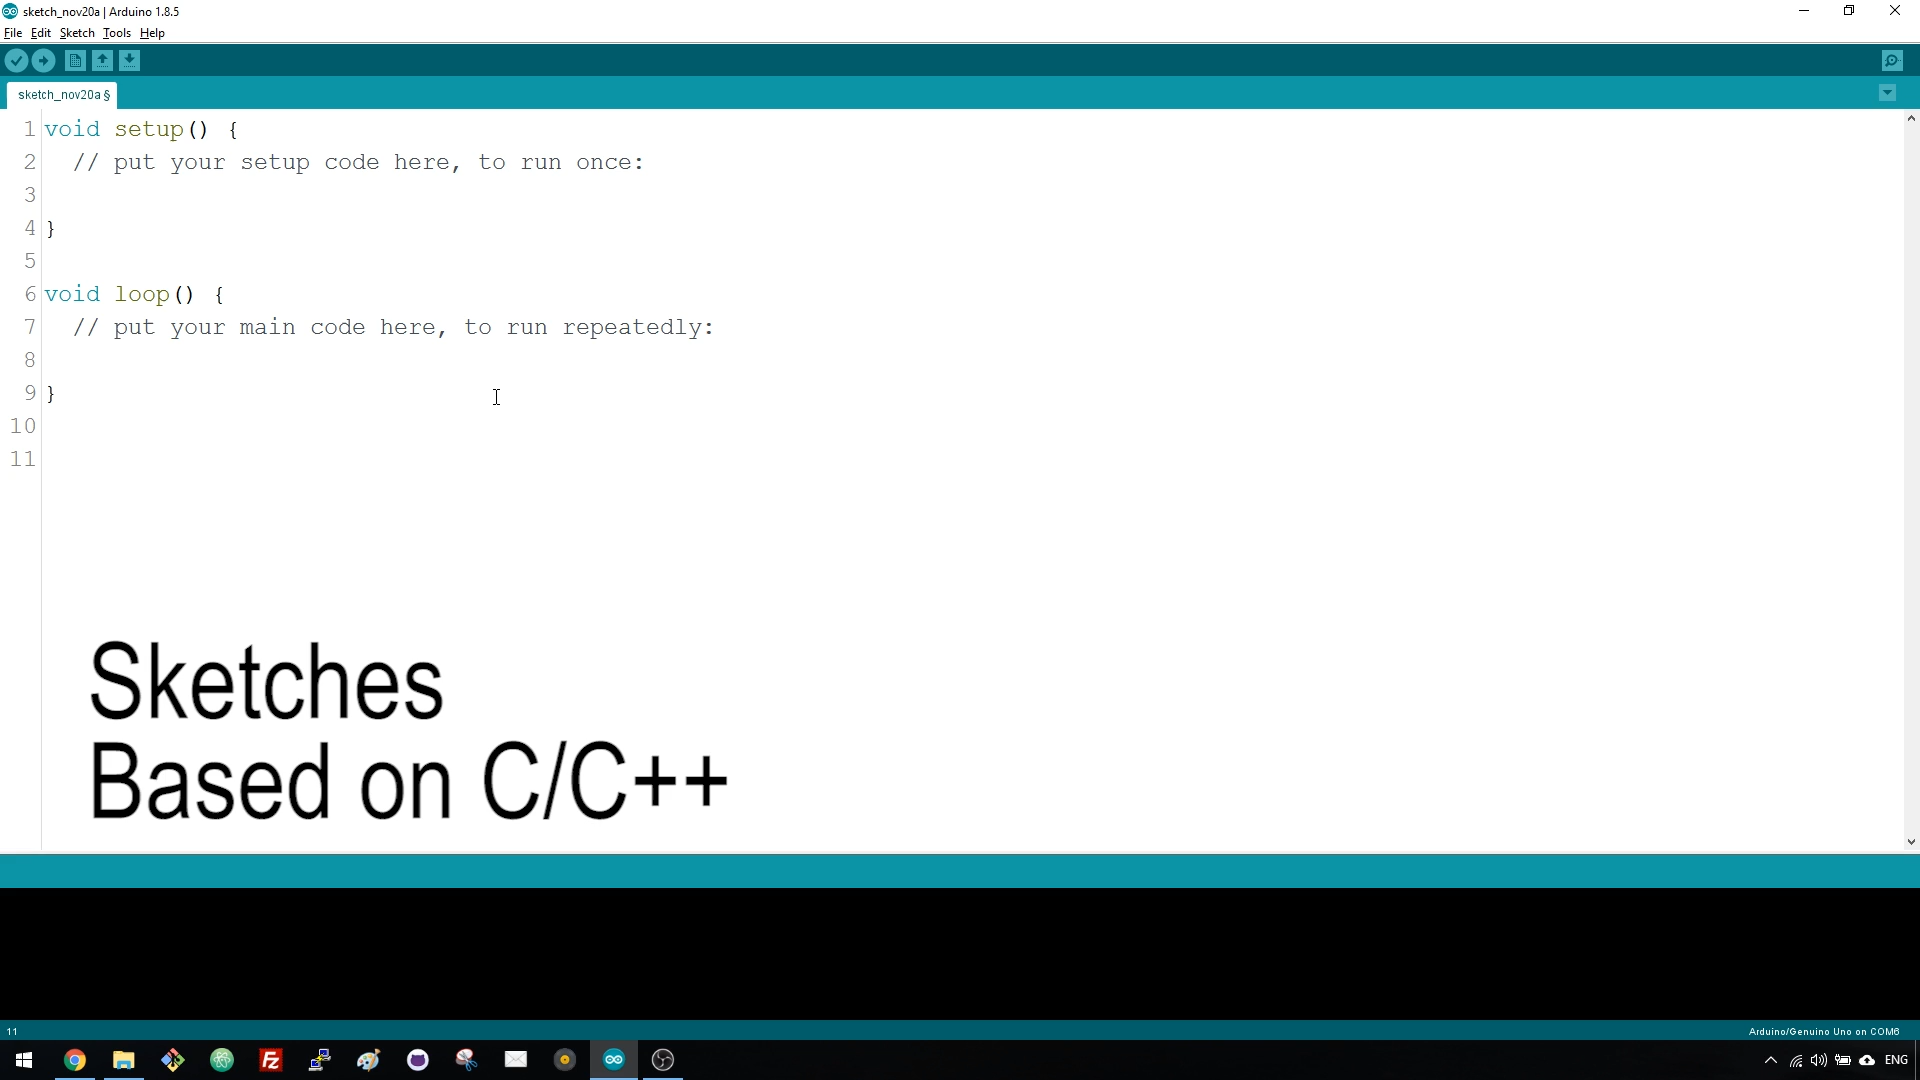 sketch_nov20a | Arduino 1.8.5
File Edit Sketch Tools Help
sketch_nov20a §
1 void setup() {
2 // put your setup code here, to run once:
3
4 }
5
6 void loop() {
7 // put your main code here, to run repeatedly:
8
9 }
10
11
Sketches
Based on C/C++
11 Arduino/Genuino Uno on COM6
Fz
ENG